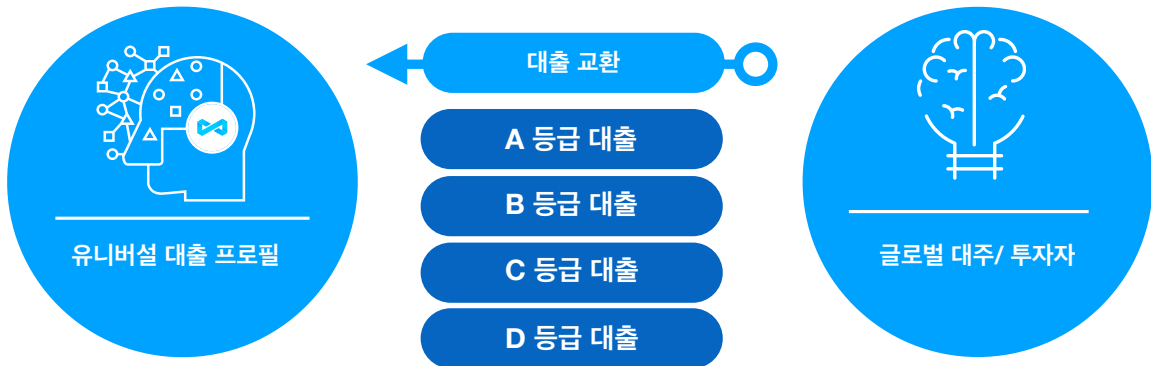 대출 교환
A 등급 대출
B 등급 대출
C 등급 대출
D 등급 대출
유니버설 대출 프로필
글로벌 대주/ 투자자